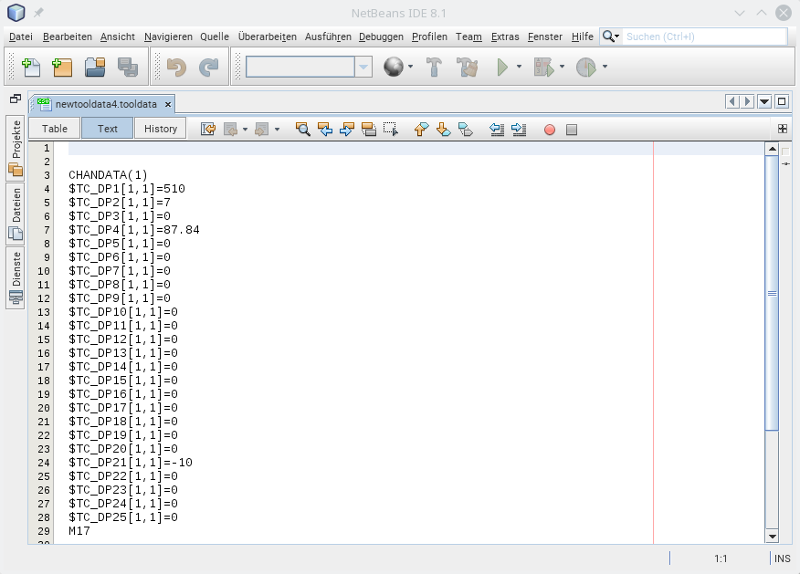 NetBeans IDE 8.1
Datei Bearbeiten Ansicht Navigieren Quelle Überarbeiten Ausführen Debuggen Profilen Team Extras Fenster Hilfe Suchen (Ctrl+I)
newtooldata4.tooldata ×
Projekte
Dateien
Dienste
Table Text History
1
2
3 CHANDATA(1)
4 $TC_DP1[1,1]=510
5 $TC_DP2[1,1]=7
6 $TC_DP3[1,1]=0
7 $TC_DP4[1,1]=87.84
8 $TC_DP5[1,1]=0
9 $TC_DP6[1,1]=0
10 $TC_DP7[1,1]=0
11 $TC_DP8[1,1]=0
12 $TC_DP9[1,1]=0
13 $TC_DP10[1,1]=0
14 $TC_DP11[1,1]=0
15 $TC_DP12[1,1]=0
16 $TC_DP13[1,1]=0
17 $TC_DP14[1,1]=0
18 $TC_DP15[1,1]=0
19 $TC_DP16[1,1]=0
20 $TC_DP17[1,1]=0
21 $TC_DP18[1,1]=0
22 $TC_DP19[1,1]=0
23 $TC_DP20[1,1]=0
24 $TC_DP21[1,1]=-10
25 $TC_DP22[1,1]=0
26 $TC_DP23[1,1]=0
27 $TC_DP24[1,1]=0
28 $TC_DP25[1,1]=0
29 M17
1:1 INS